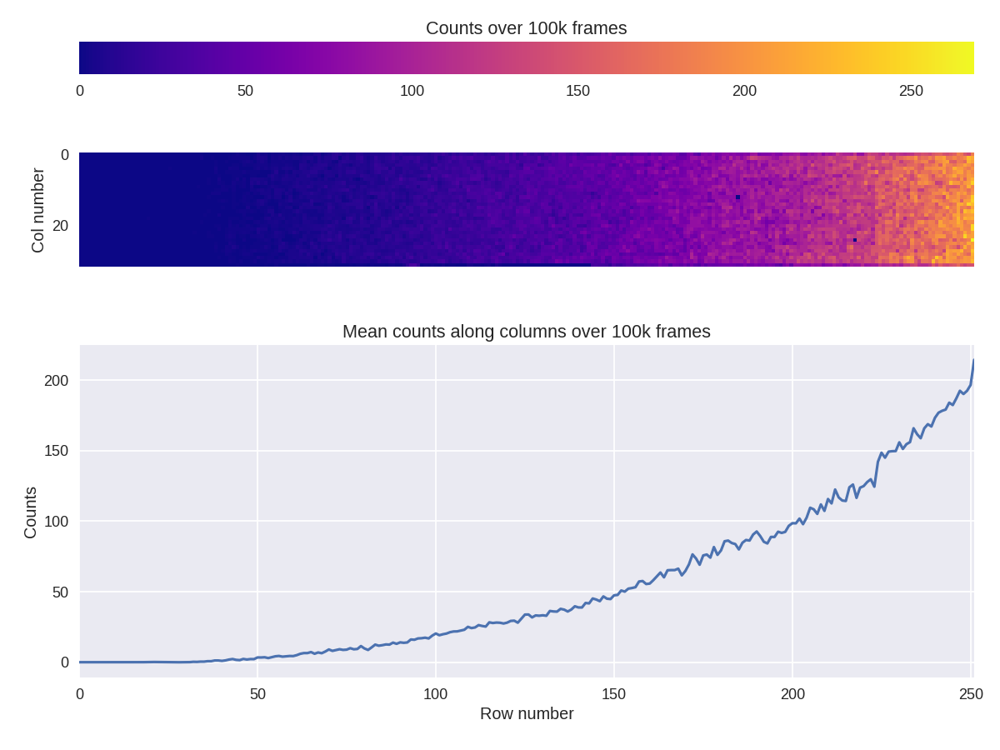 Counts over 100k frames
0 50 100 150 200 250
Col number
0
20
Mean counts along columns over 100k frames
Counts
200
150
100
50
0
0 50 100 150 200 250
Row number